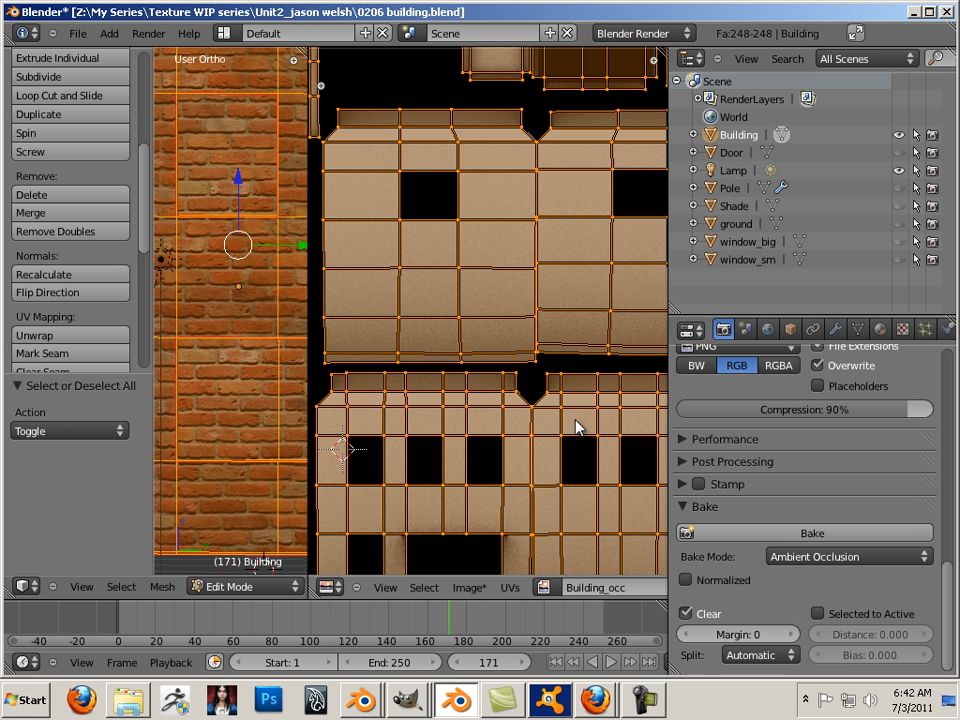 Blender* [Z:\My Series\Texture WIP series\Unit2_jason welsh\0206 building.blend]
File Add Render Help Default Scene Blender Render Fa:248-248 | Building
Extrude Individual
Subdivide
Loop Cut and Slide
Duplicate
Spin
Screw
Remove:
Delete
Merge
Remove Doubles
Normals:
Recalculate
Flip Direction
UV Mapping:
Unwrap
Mark Seam
Clear Seam
Select or Deselect All
Action
Toggle
User Ortho
(171) Building
View Select Mesh Edit Mode
View Select Image* UVs Building_occ
View Search All Scenes
Scene
RenderLayers
World
Building
Door
Lamp
Pole
Shade
ground
window_big
window_sm
PNG File Extensions
BW RGB RGBA Overwrite
Placeholders
Compression: 90%
Performance
Post Processing
Stamp
Bake
Bake
Bake Mode: Ambient Occlusion
Normalized
Clear Selected to Active
Margin: 0 Distance: 0.000
Split: Automatic Bias: 0.000
-40 -20 0 20 40 60 80 100 120 140 160 180 200 220 240 260
View Frame Playback Start: 1 End: 250 171
Start Ps 6:42 AM
7/3/2011